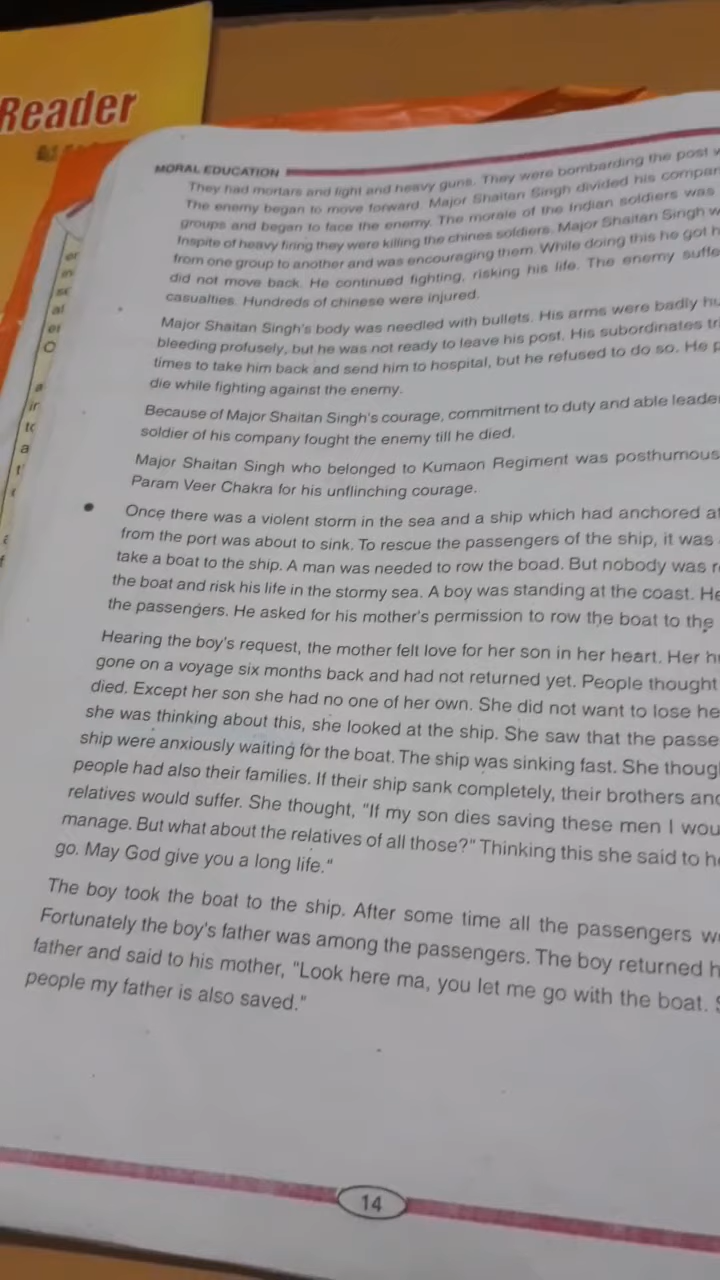 Reader
MORAL EDUCATION
They had mortars and light and heavy guns. They were bombarding the post
The enemy began to move forward. Major Shaitan Singh divided his
groups and began to face the enemy. The morale of the Indian soldiers was
Inspite of heavy firing they were killing the chines soldiers. Major Shaitan Singh
from one group to another and was encouraging them. While doing this he got
did not move back. He continued fighting, risking his life. The enemy
casualties. Hundreds of chinese were injured.
Major Shaitan Singh's body was needled with bullets. His arms were badly
bleeding profusely, but he was not ready to leave his post. His subordinates
times to take him back and send him to hospital, but he refused to do so. He
die while fighting against the enemy.
Because of Major Shaitan Singh's courage, commitment to duty and able
soldier of his company fought the enemy till he died.
Major Shaitan Singh who belonged to Kumaon Regiment was
Param Veer Chakra for his unflinching courage.
• Once there was a violent storm in the sea and a ship which had anchored
from the port was about to sink. To rescue the passengers of the ship, it was
take a boat to the ship. A man was needed to row the boad. But nobody was
the boat and risk his life in the stormy sea. A boy was standing at the coast.
the passengers. He asked for his mother's permission to row the boat to the
Hearing the boy's request, the mother felt love for her son in her heart. Her
gone on a voyage six months back and had not returned yet. People thought
died. Except her son she had no one of her own. She did not want to lose
she was thinking about this, she looked at the ship. She saw that the
ship were anxiously waiting for the boat. The ship was sinking fast. She
people had also their families. If their ship sank completely, their brothers
relatives would suffer. She thought, "If my son dies saving these men I
manage. But what about the relatives of all those?" Thinking this she said to
go. May God give you a long life."
The boy took the boat to the ship. After some time all the passengers
Fortunately the boy's father was among the passengers. The boy returned
father and said to his mother, "Look here ma, you let me go with the boat.
people my father is also saved."
14